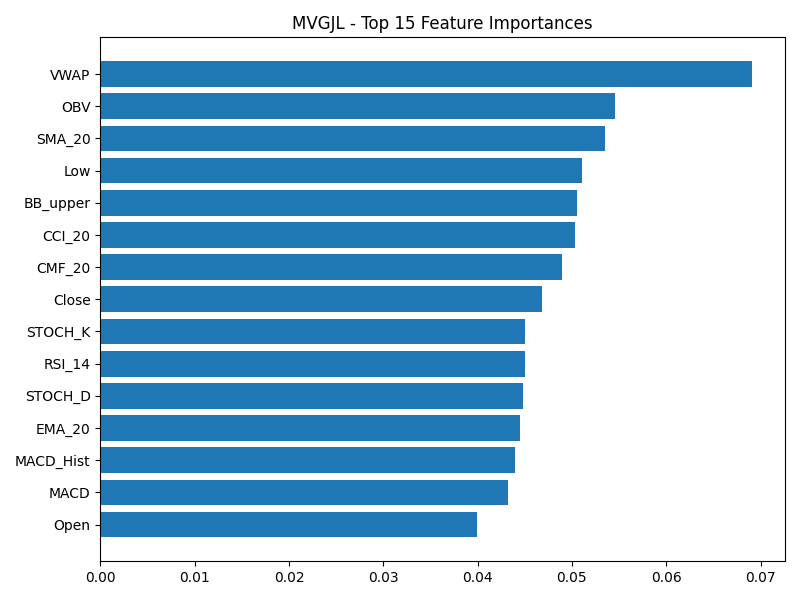 MVGJL - Top 15 Feature Importances
VWAP
OBV
SMA_20
Low
BB_upper
CCI_20
CMF_20
Close
STOCH_K
RSI_14
STOCH_D
EMA_20
MACD_Hist
MACD
Open
0.00 0.01 0.02 0.03 0.04 0.05 0.06 0.07